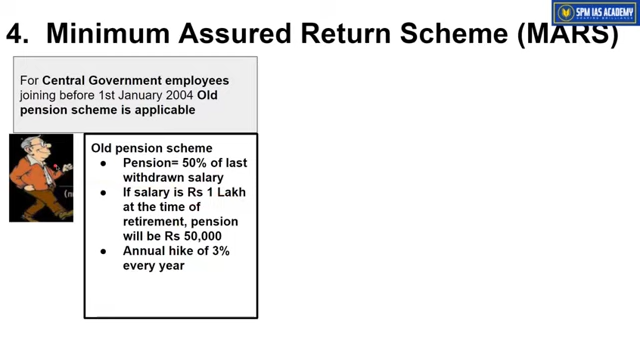 SPM IAS ACADEMY
4. Minimum Assured Return Scheme (MARS)
For Central Government employees
joining before 1st January 2004 Old
pension scheme is applicable
Old pension scheme
● Pension= 50% of last
withdrawn salary
● If salary is Rs 1 Lakh
at the time of
retirement, pension
will be Rs 50,000
● Annual hike of 3%
every year